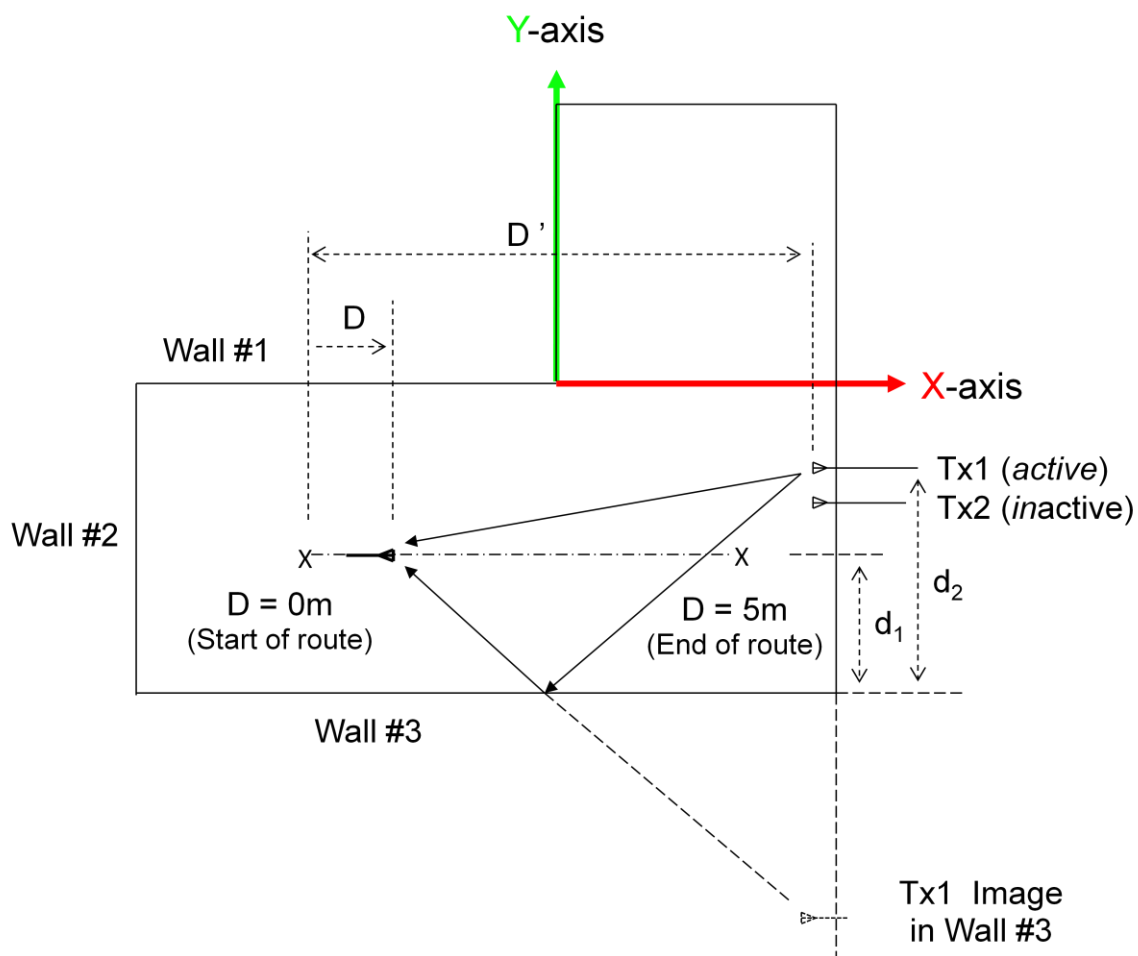 Y-axis
D ’
D
Wall #1
X-axis
Tx1 (active)
Tx2 (inactive)
Wall #2
X
X
D = 0m
(Start of route)
D = 5m
(End of route)
d1
d2
Wall #3
Tx1 Image
in Wall #3